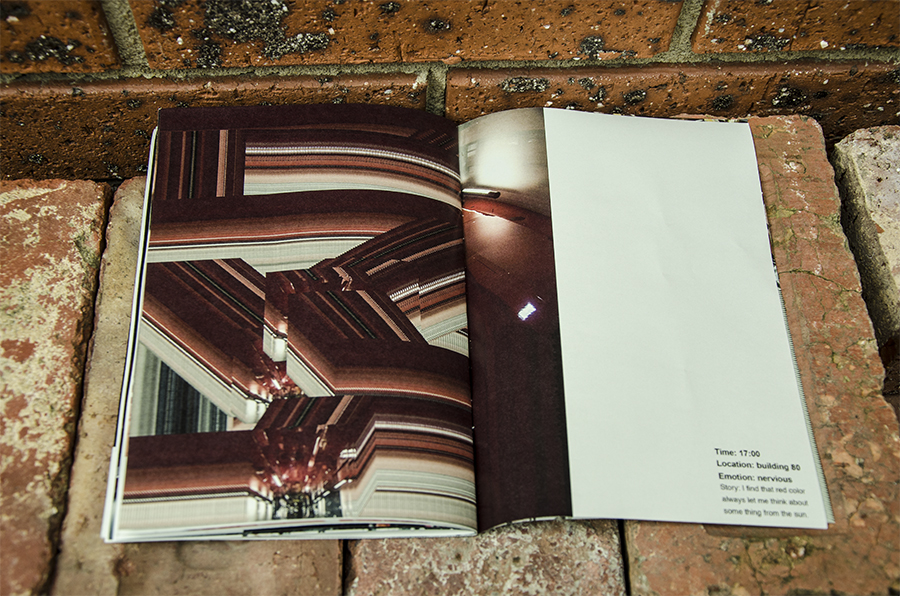 Time: 17:00
Location: building 80
Emotion: nervious
Story: I find that red color
always let me think about
some thing from the sun.